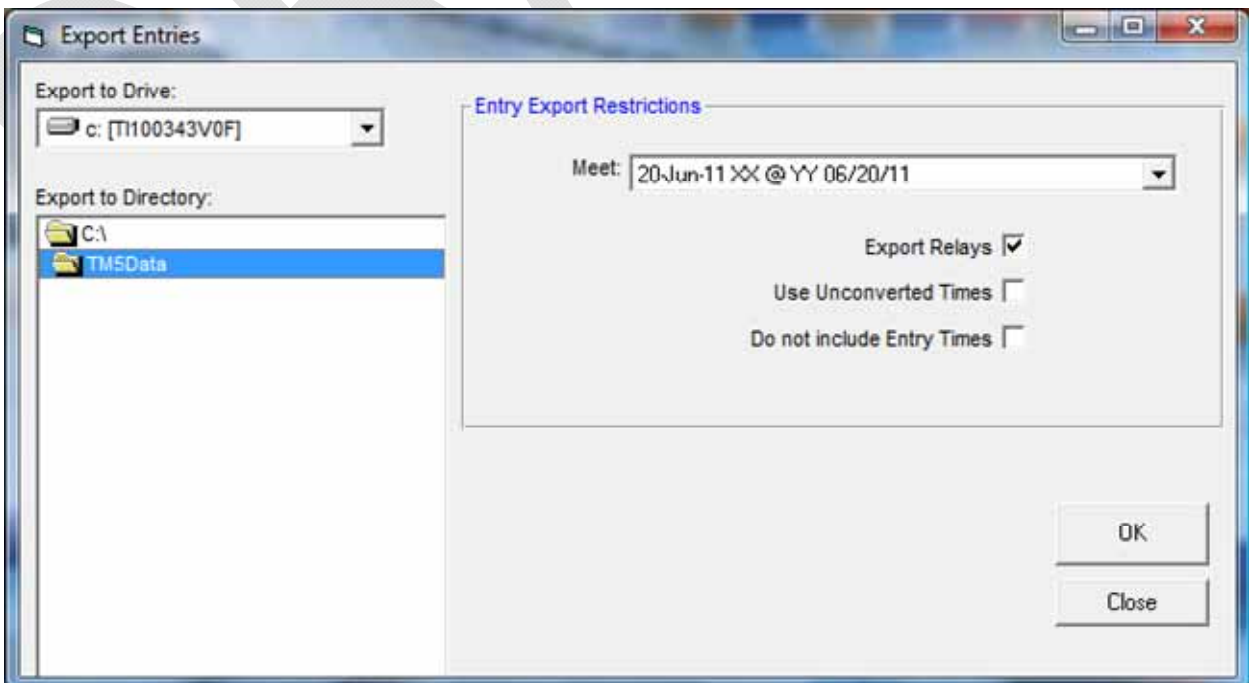 Export Entries
Export to Drive:
c: [TI100343V0F]
Export to Directory:
C:\
TM5Data
Entry Export Restrictions
Meet: 20-Jun-11 XX @ YY 06/20/11
Export Relays
Use Unconverted Times
Do not include Entry Times
OK
Close